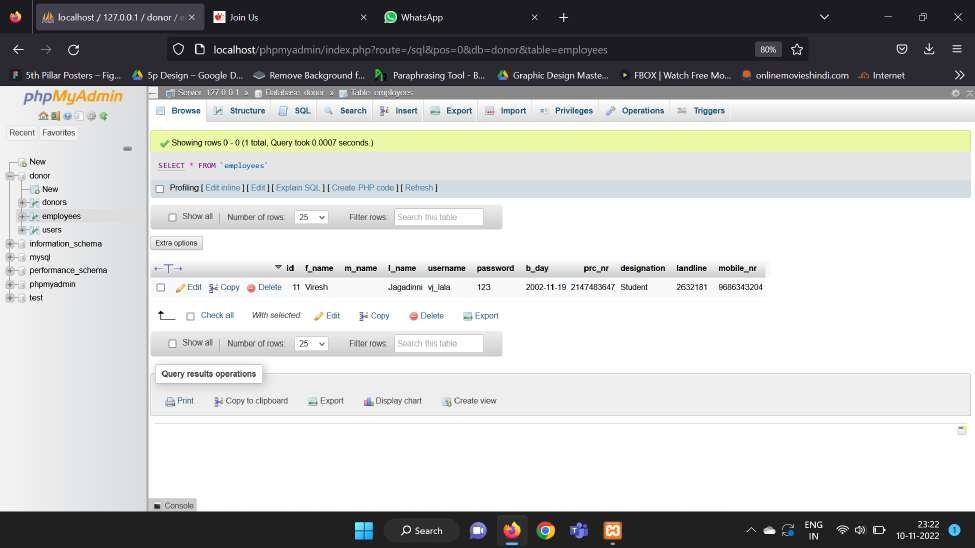 localhost / 127.0.0.1 / donor / e
Join Us
WhatsApp
localhost/phpmyadmin/index.php?route=/sql&pos=0&db=donor&table=employees
80%
5th Pillar Posters – Fig...
5p Design – Google D...
Remove Background f...
Paraphrasing Tool - B...
Graphic Design Maste...
FBOX | Watch Free Mo...
onlinemovieshindi.com
Internet
phpMyAdmin
Server: 127.0.0.1 » Database: donor » Table: employees
Browse Structure SQL Search Insert Export Import Privileges Operations Triggers
Recent Favorites
New
donor
New
donors
employees
users
information_schema
mysql
performance_schema
phpmyadmin
test
Showing rows 0 - 0 (1 total, Query took 0.0007 seconds.)
SELECT * FROM `employees`
Profiling [ Edit inline ] [ Edit ] [ Explain SQL ] [ Create PHP code ] [ Refresh ]
Show all Number of rows: 25 Filter rows: Search this table
Extra options
←T→ id f_name m_name l_name username password b_day prc_nr designation landline mobile_nr
Edit Copy Delete 11 Viresh Jagadinni vj_lala 123 2002-11-19 2147483647 Student 2632181 9686343204
Check all With selected: Edit Copy Delete Export
Show all Number of rows: 25 Filter rows: Search this table
Query results operations
Print Copy to clipboard Export Display chart Create view
Console
Search
ENG
IN
23:22
10-11-2022
1